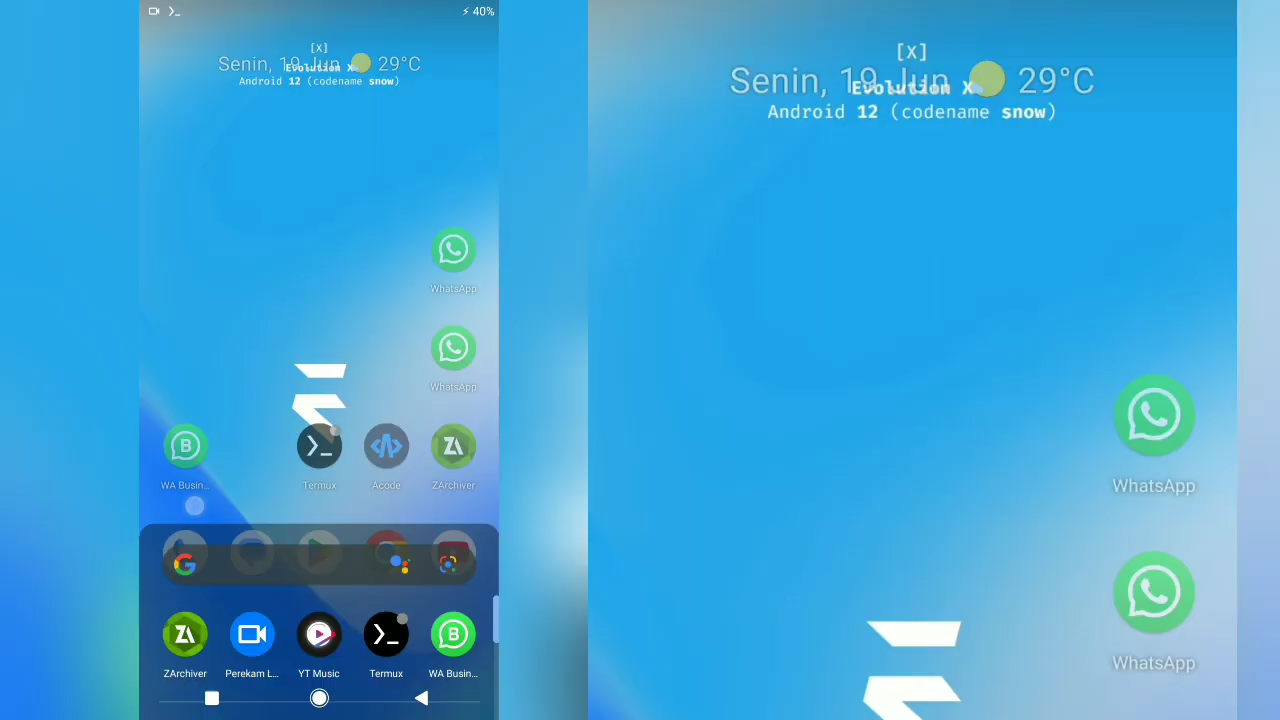 40%
[X]
Senin, 19 Jun 29°C
Evolution X
Android 12 (codename snow)
WhatsApp
WhatsApp
WA Busin...
Termux
Acode
ZArchiver
ZArchiver
Perekam L...
YT Music
Termux
WA Busin...
[X]
Senin, 19 Jun 29°C
Evolution X
Android 12 (codename snow)
WhatsApp
WhatsApp